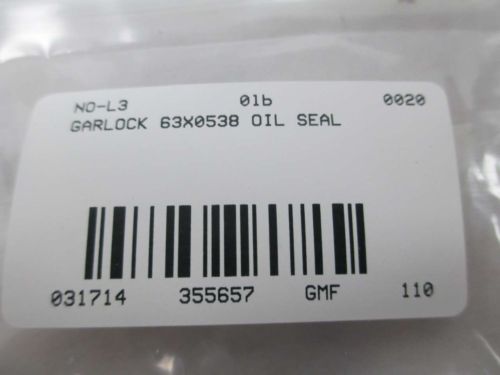 NO-L3 01b 0020
GARLOCK 63X0538 OIL SEAL
031714 355657 GMF 110